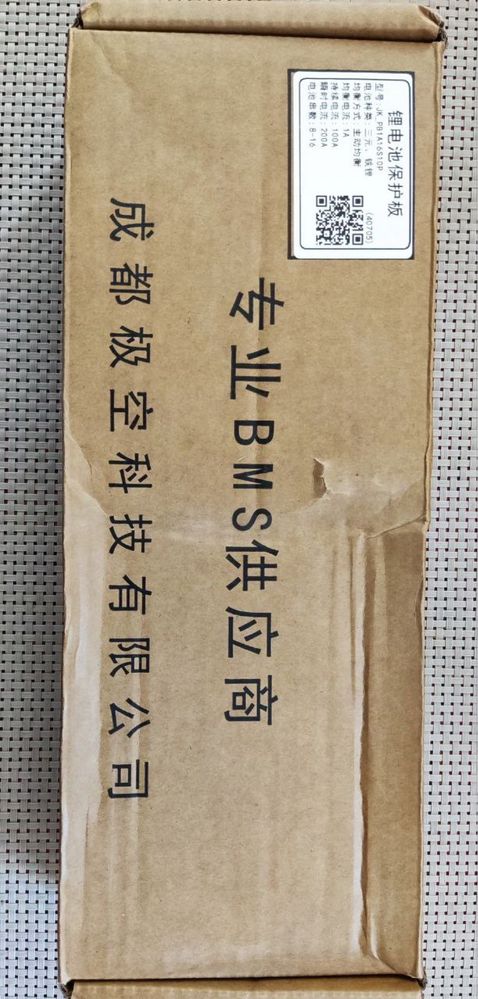 锂电池保护板
型号：JK_PB1A16S10P
(40705)
电池种类：三元、铁锂
均衡方式：主动均衡
均衡电流：1A
持续电流：100A
瞬时电流：200A
电池串数：8-16
专业BMS供应商
成都极空科技有限公司